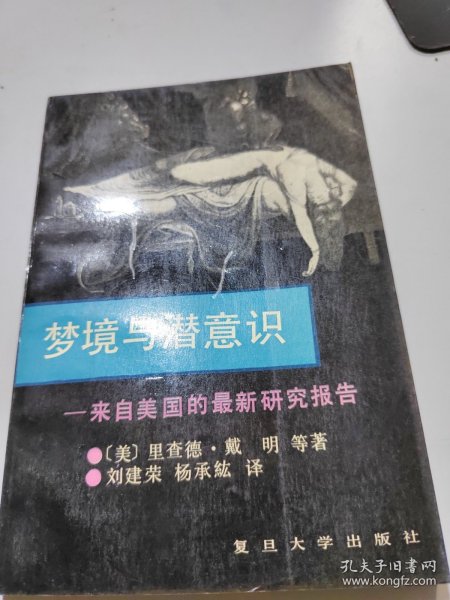 梦境与潜意识
—来自美国的最新研究报告
●〔美〕里查德·戴 明 等著
●刘建荣 杨承紘 译
复旦大学出版社
孔夫子旧书网
www.kongfz.com